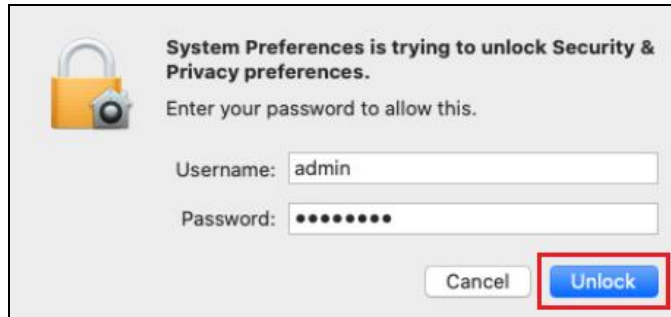 System Preferences is trying to unlock Security &
Privacy preferences.
Enter your password to allow this.
Username: admin
Password: ••••••••
Cancel Unlock